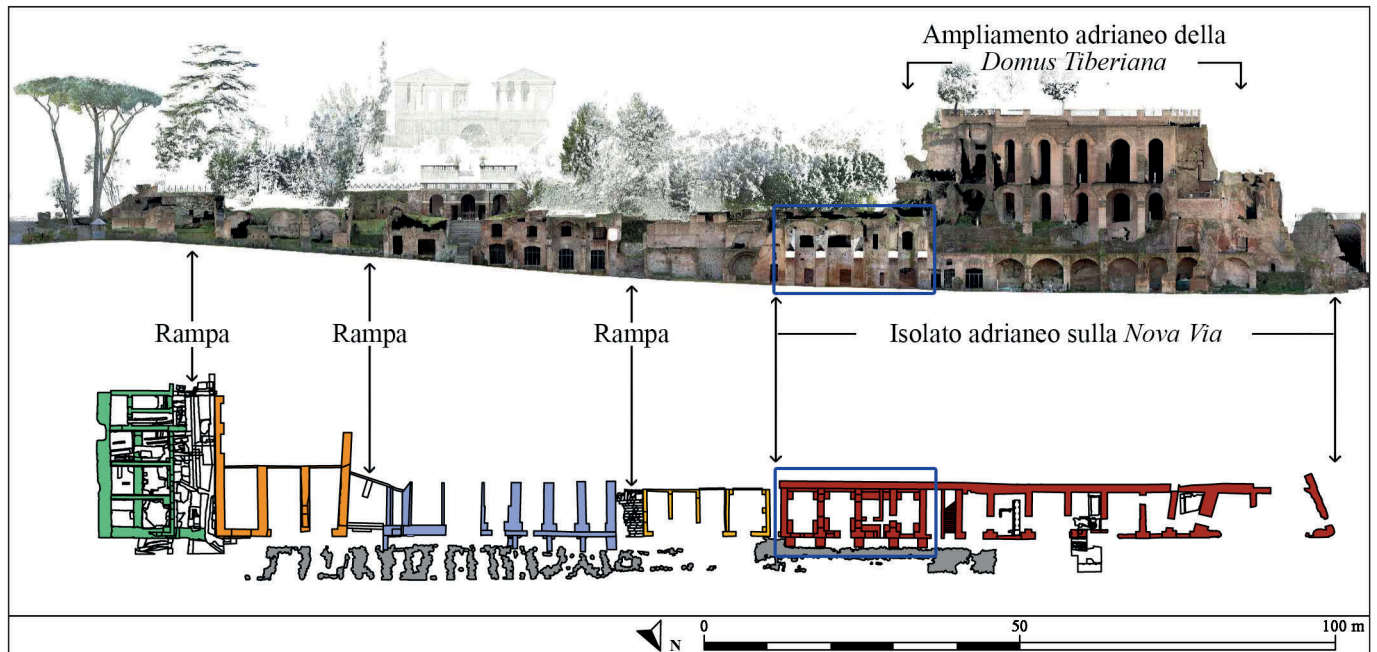 Ampliamento adrianeo della
Domus Tiberiana
Rampa
Rampa
Rampa
Isolato adrianeo sulla Nova Via
N
0
50
100 m